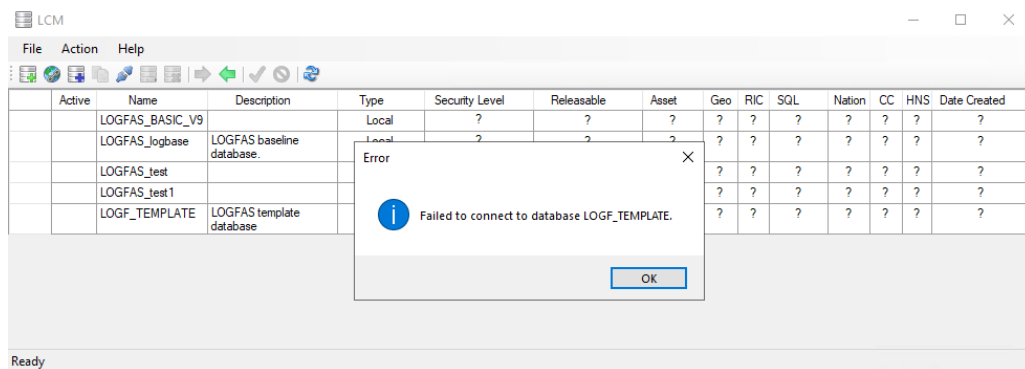 LCM
File Action Help
Active Name Description Type Security Level Releasable Asset Geo RIC SQL Nation CC HNS Date Created
LOGFAS_BASIC_V9 Local ? ? ? ? ? ? ? ? ? ?
LOGFAS_logbase LOGFAS baseline database. Local ? ? ? ? ? ? ? ? ? ?
LOGFAS_test ? ? ? ? ? ? ?
LOGFAS_test1 ? ? ? ? ? ? ?
LOGF_TEMPLATE LOGFAS template database ? ? ? ? ? ? ?
Error
Failed to connect to database LOGF_TEMPLATE.
OK
Ready